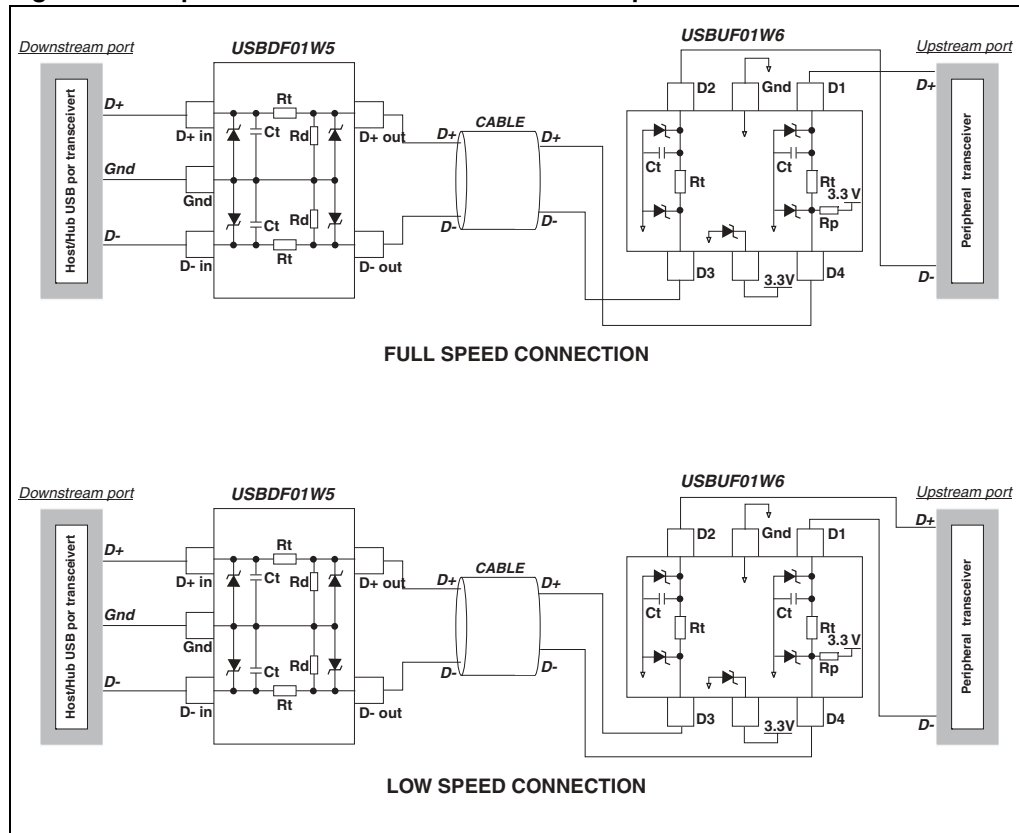 Downstream port
USBDF01W5
USBUF01W6
Upstream port
Host/Hub USB por transceivert
D+
Gnd
D-
D+ in
Gnd
D- in
Rt
Ct
Rd
Ct
Rd
Rt
D+ out
D- out
CABLE
D+
D+
D-
D-
D2
Gnd
D1
Ct
Rt
Ct
Rt
3.3 V
Rp
D3
3.3V
D4
D+
D-
Peripheral transceiver
FULL SPEED CONNECTION
Downstream port
USBDF01W5
USBUF01W6
Upstream port
Host/Hub USB por transceivert
D+
Gnd
D-
D+ in
Gnd
D- in
Rt
Ct
Rd
Ct
Rd
Rt
D+ out
D- out
CABLE
D+
D+
D-
D-
D2
Gnd
D1
Ct
Rt
Ct
Rt
3.3 V
Rp
D3
3.3V
D4
D+
D-
Peripheral transceiver
LOW SPEED CONNECTION